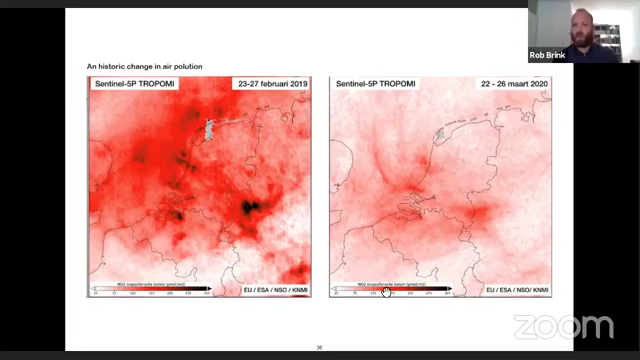 Rob Brink
An historic change in air polution
Sentinel-5P TROPOMI
23-27 februari 2019
Sentinel-5P TROPOMI
22 - 26 maart 2020
EU / ESA / NSO / KNMI
EU / ESA / NSO/ KNMI
36
zoom